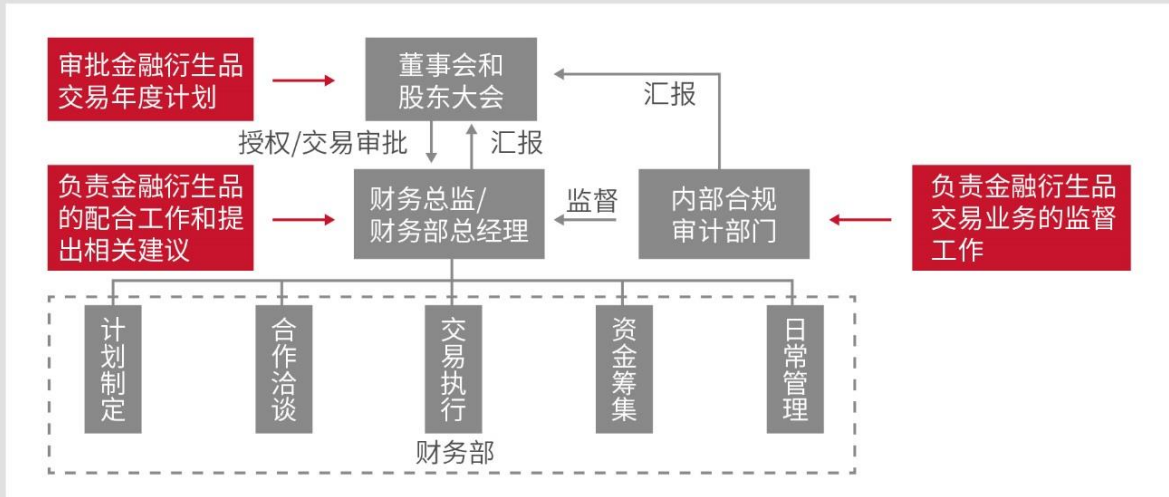 审批金融衍生品
交易年度计划
董事会和
股东大会
汇报
授权/交易审批
汇报
负责金融衍生品
的配合工作和提
出相关建议
财务总监/
财务部总经理
监督
内部合规
审计部门
负责金融衍生品
交易业务的监督
工作
计划制定
合作洽谈
交易执行
资金筹集
日常管理
财务部